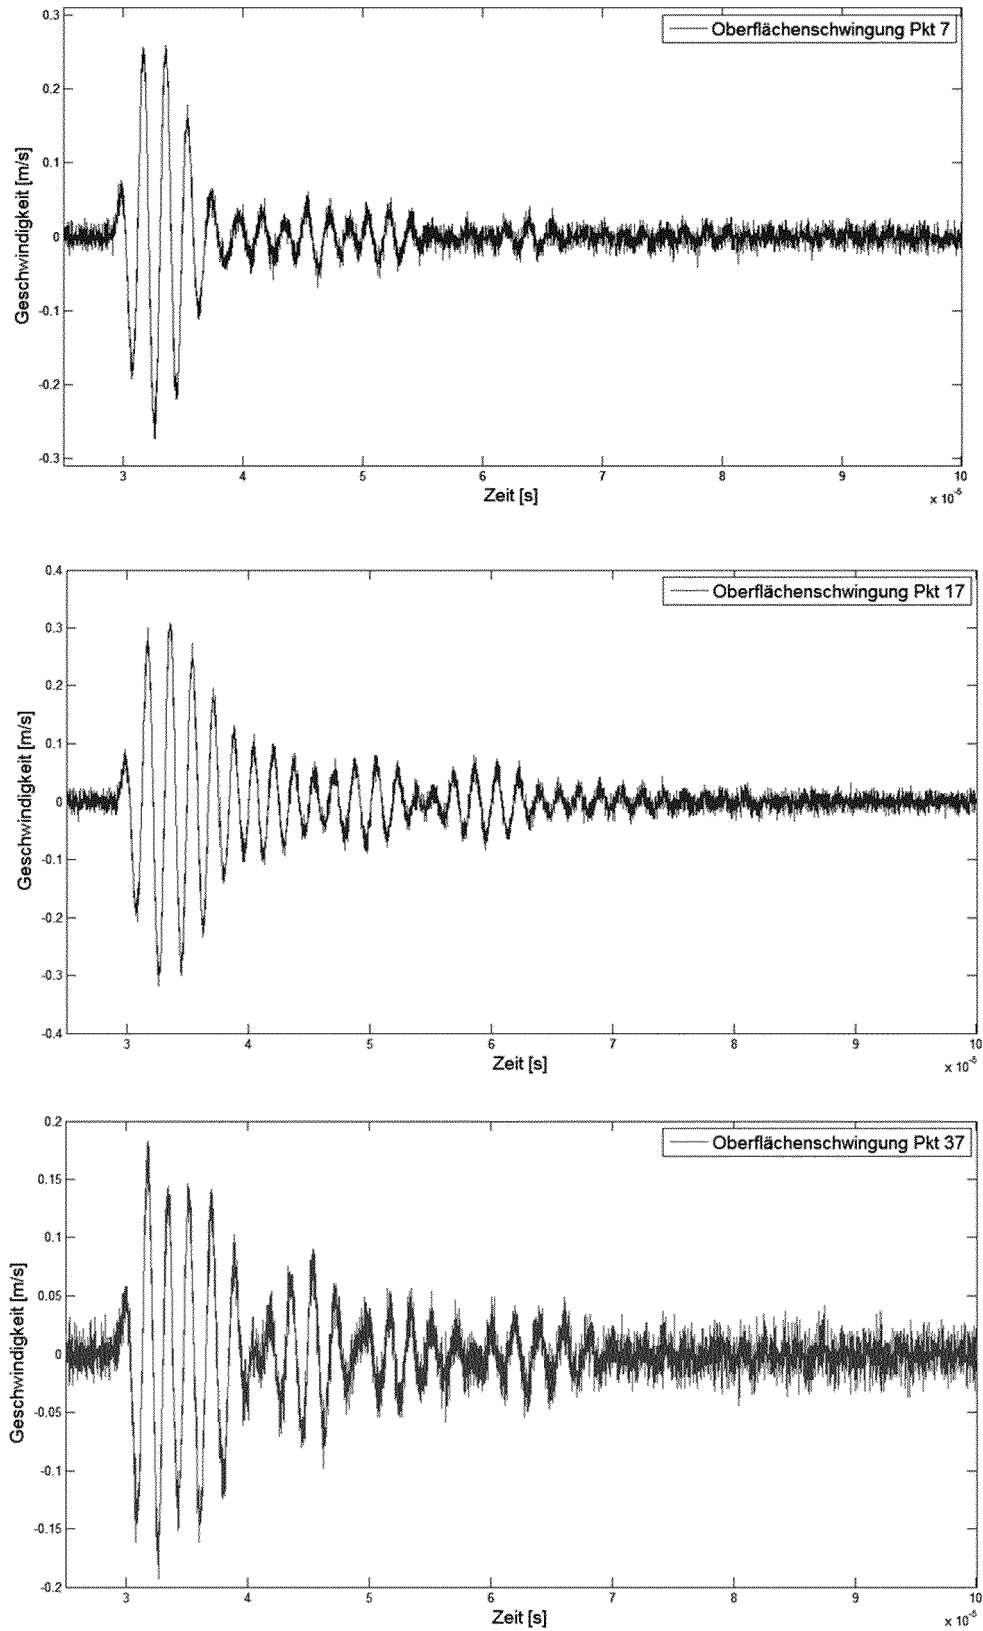 Oberflächenschwingung Pkt 7
0.3
0.2
0.1
0
-0.1
-0.2
-0.3
Geschwindigkeit [m/s]
3 4 5 6 7 8 9 10
Zeit [s]
x 10⁻⁵
Oberflächenschwingung Pkt 17
0.4
0.3
0.2
0.1
0
-0.1
-0.2
-0.3
-0.4
Geschwindigkeit [m/s]
3 4 5 6 7 8 9 10
Zeit [s]
x 10⁻⁵
Oberflächenschwingung Pkt 37
0.2
0.15
0.1
0.05
0
-0.05
-0.1
-0.15
-0.2
Geschwindigkeit [m/s]
3 4 5 6 7 8 9 10
Zeit [s]
x 10⁻⁵